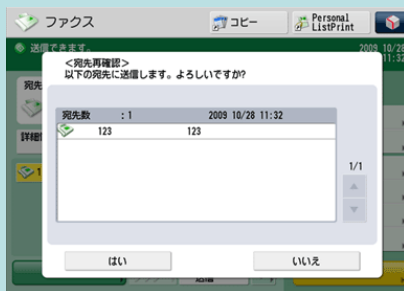 ファクス
コピー
Personal
ListPrint
送信できます。
2009 10/28
11:32
<宛先再確認>
以下の宛先に送信します。よろしいですか?
宛先
宛先数 :1 2009 10/28 11:32
123 123
詳細
1
1/1
はい
いいえ